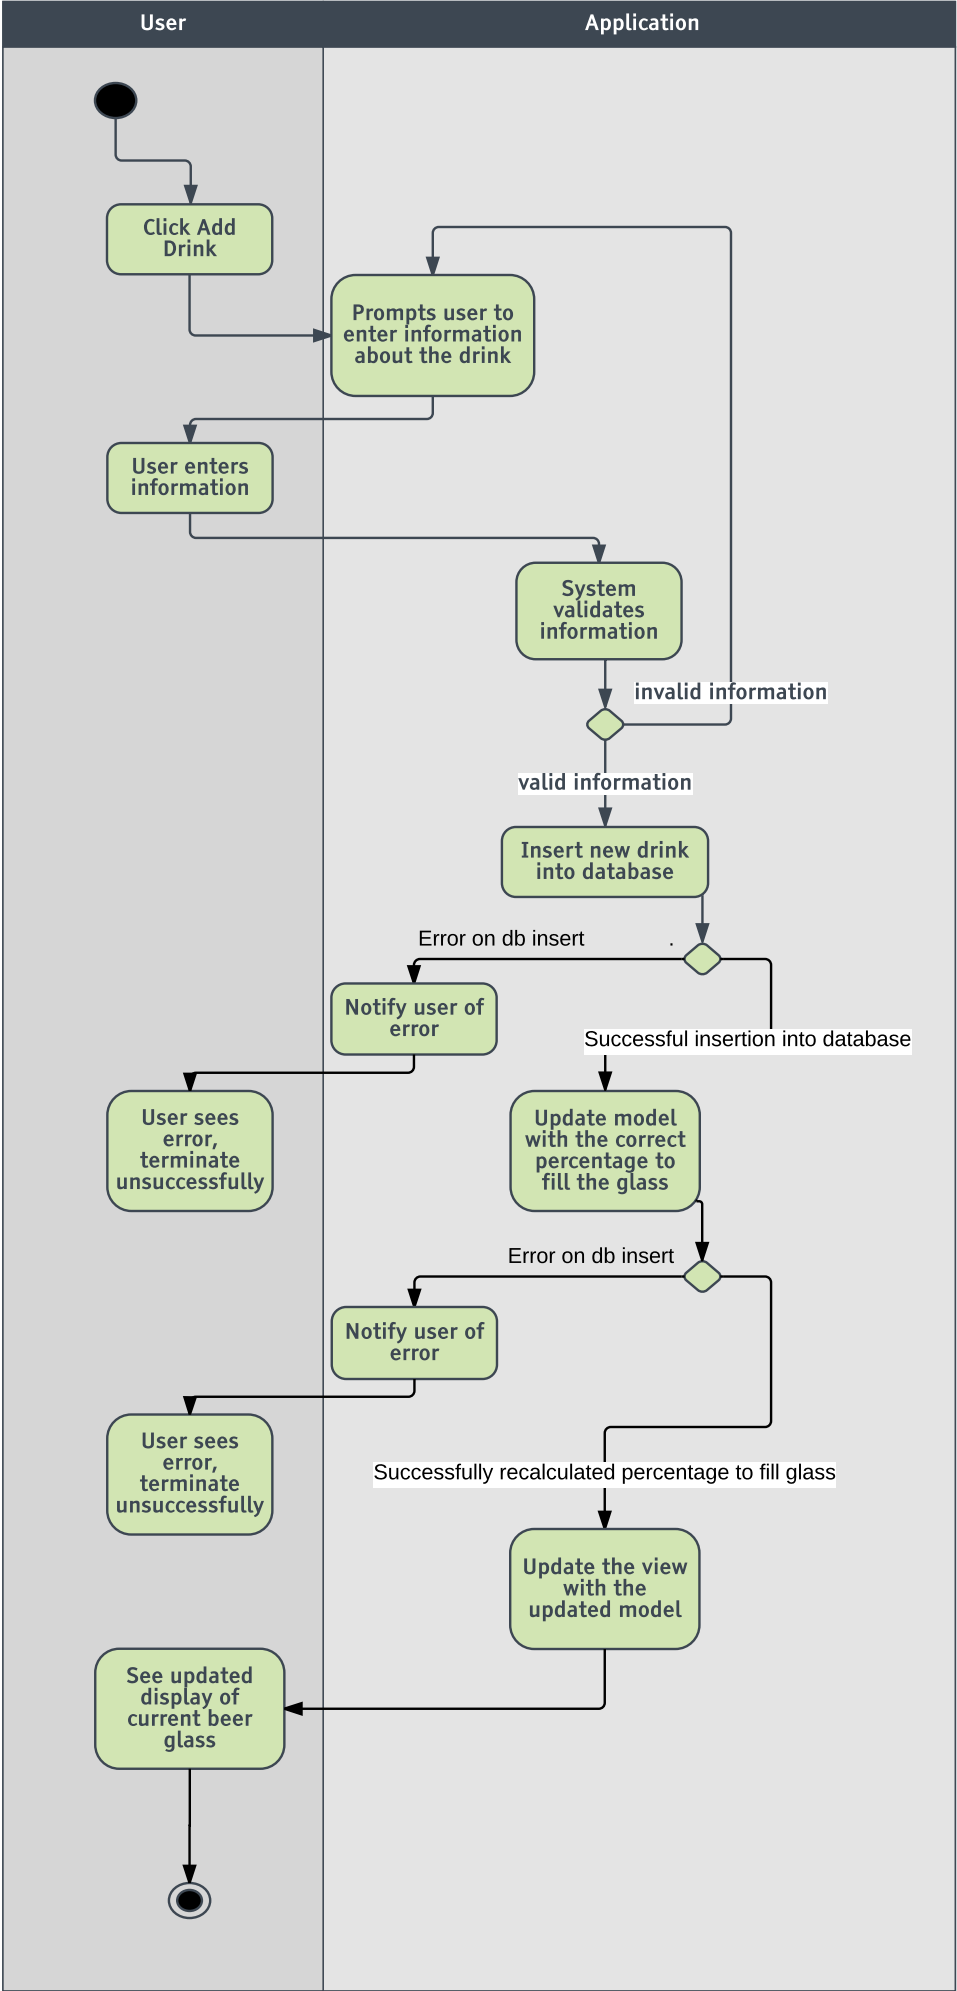 User
Application
Click Add
Drink
Prompts user to
enter information
about the drink
User enters
information
System
validates
information
invalid information
valid information
Insert new drink
into database
Error on db insert .
Notify user of
error
Successful insertion into database
User sees
error,
terminate
unsuccessfully
Update model
with the correct
percentage to
fill the glass
Error on db insert
Notify user of
error
User sees
error,
terminate
unsuccessfully
Successfully recalculated percentage to fill glass
Update the view
with the
updated model
See updated
display of
current beer
glass